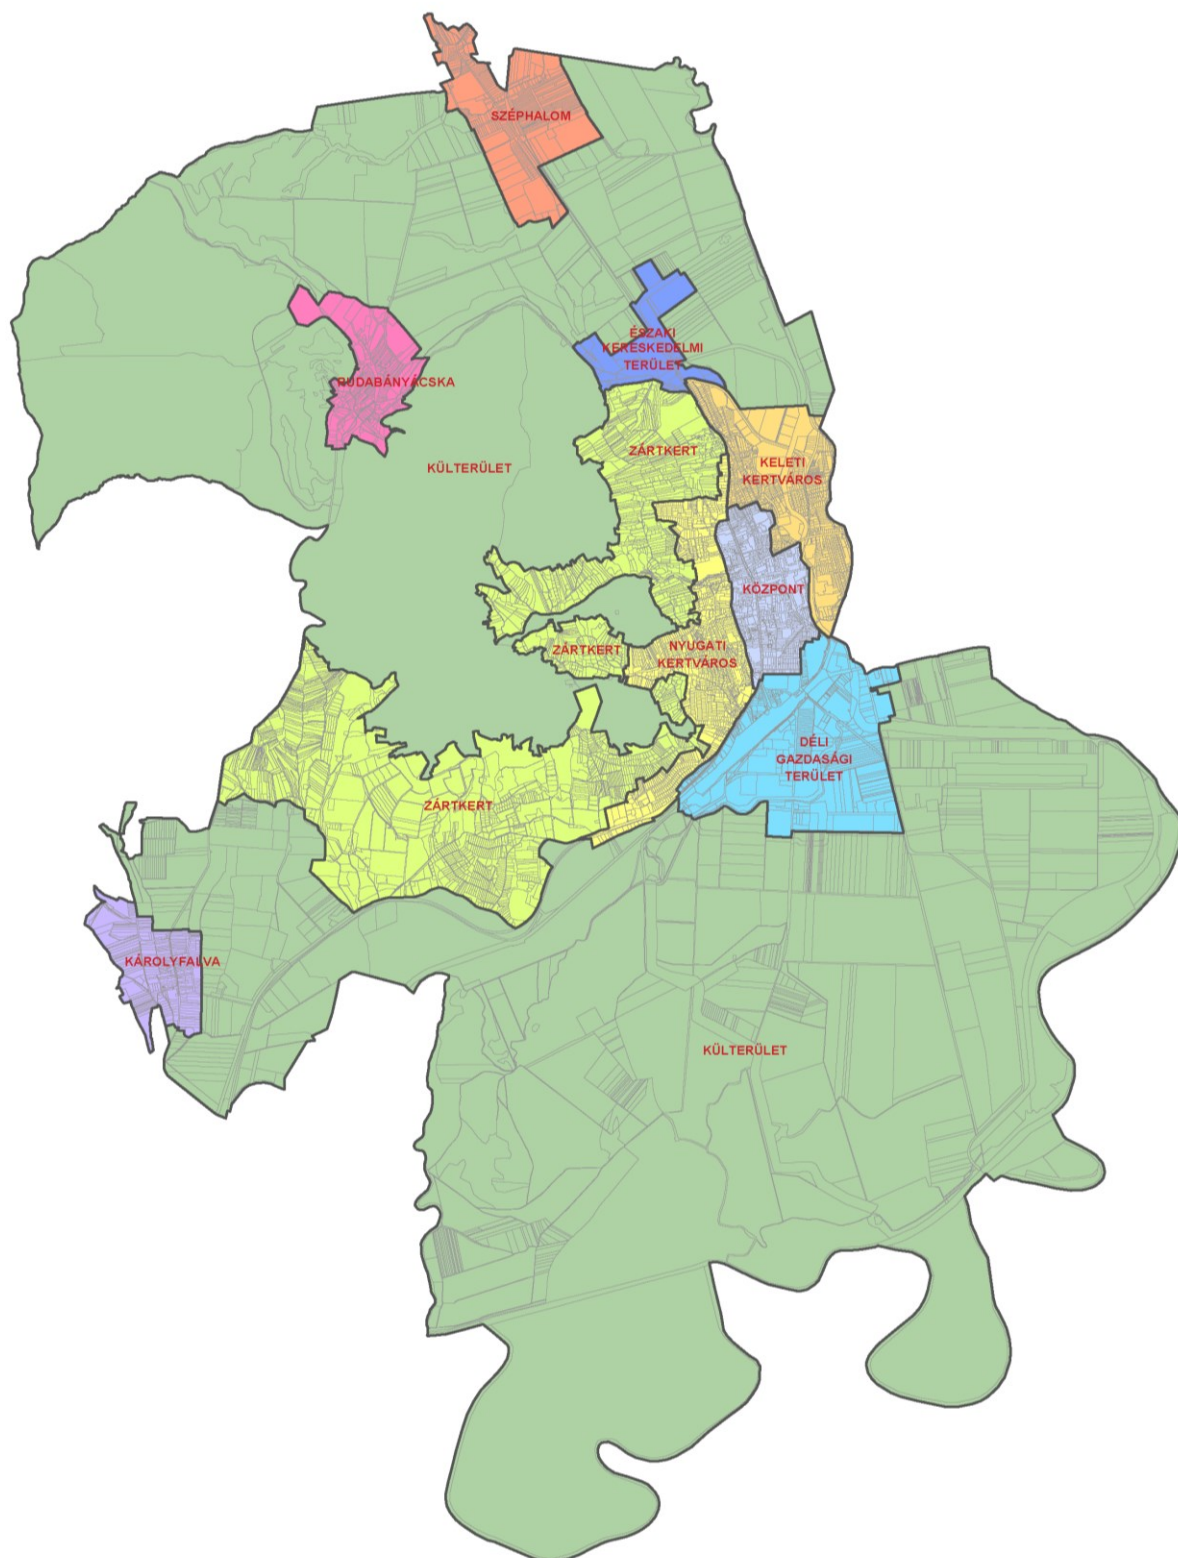 SZÉPHALOM
ÉSZAKI
KERESKEDELMI
TERÜLET
RUDABÁNYÁCSKA
KÜLTERÜLET
ZÁRTKERT
KELETI
KERTVÁROS
KÖZPONT
ZÁRTKERT
NYUGATI
KERTVÁROS
DÉLI
GAZDASÁGI
TERÜLET
ZÁRTKERT
KÁROLYFALVA
KÜLTERÜLET